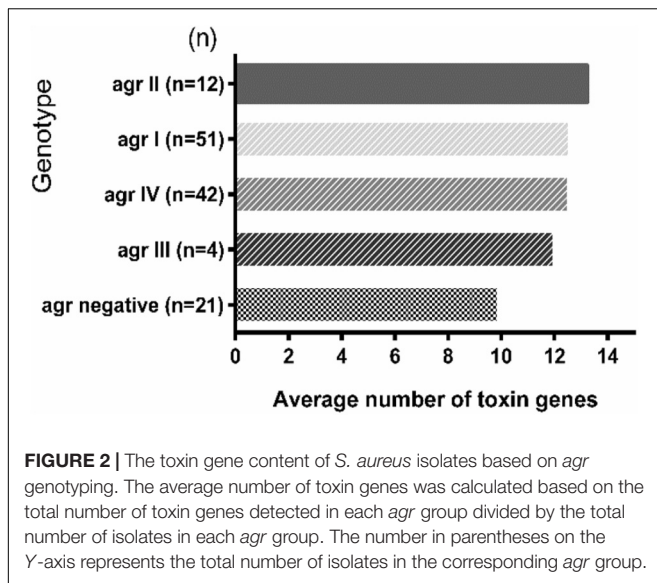 (n)
Genotype
agr II (n=12)
agr I (n=51)
agr IV (n=42)
agr III (n=4)
agr negative (n=21)
0 2 4 6 8 10 12 14
Average number of toxin genes
FIGURE 2 | The toxin gene content of S. aureus isolates based on agr
genotyping. The average number of toxin genes was calculated based on the
total number of toxin genes detected in each agr group divided by the total
number of isolates in each agr group. The number in parentheses on the
Y-axis represents the total number of isolates in the corresponding agr group.